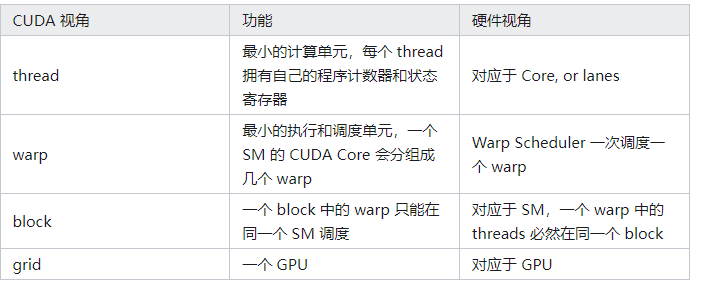 CUDA 视角 功能 硬件视角
thread
最小的计算单元，每个 thread
拥有自己的程序计数器和状态
寄存器
对应于 Core, or lanes
warp
最小的执行和调度单元，一个
SM 的 CUDA Core 会分组成
几个 warp
Warp Scheduler 一次调度一
个 warp
block
一个 block 中的 warp 只能在
同一个 SM 调度
对应于 SM，一个 warp 中的
threads 必然在同一个 block
grid 一个 GPU 对应于 GPU